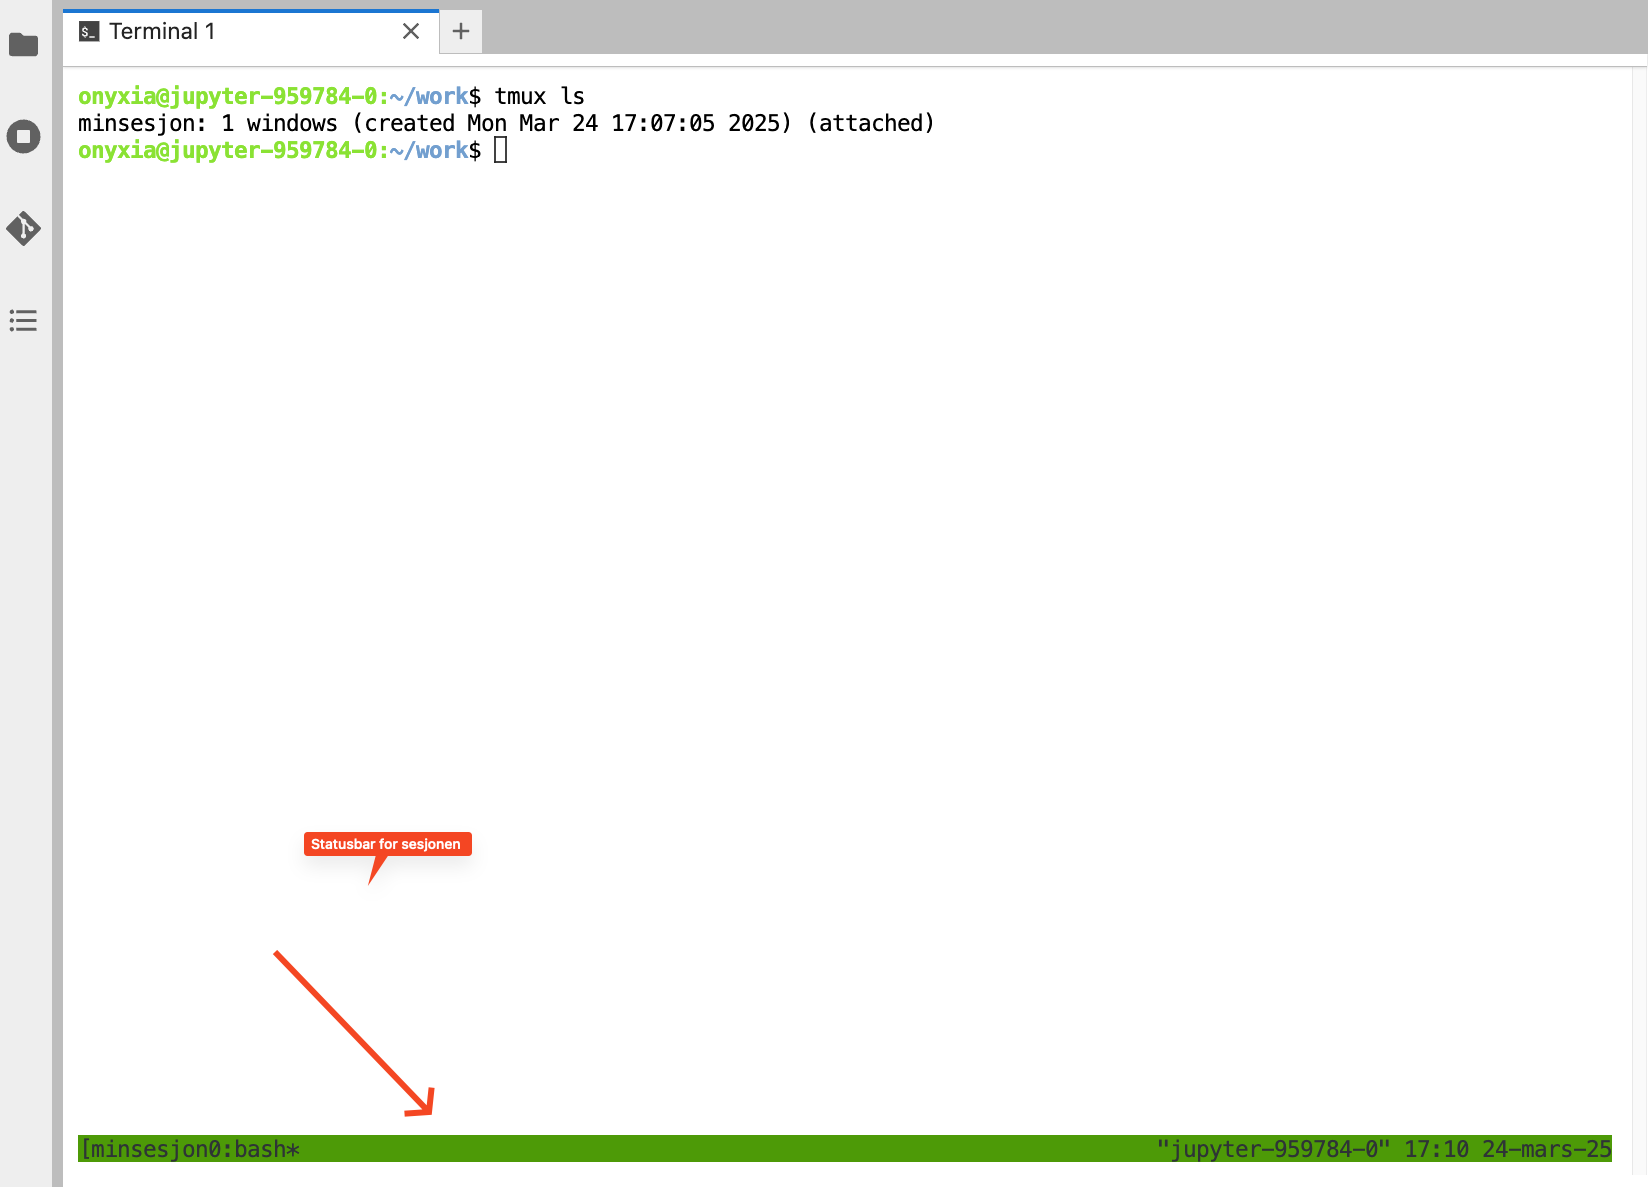 $_ Terminal 1
onyxia@jupyter-959784-0:~/work$ tmux ls
minsesjon: 1 windows (created Mon Mar 24 17:07:05 2025) (attached)
onyxia@jupyter-959784-0:~/work$
Statusbar for sesjonen
[minsesjon0:bash* "jupyter-959784-0" 17:10 24-mars-25